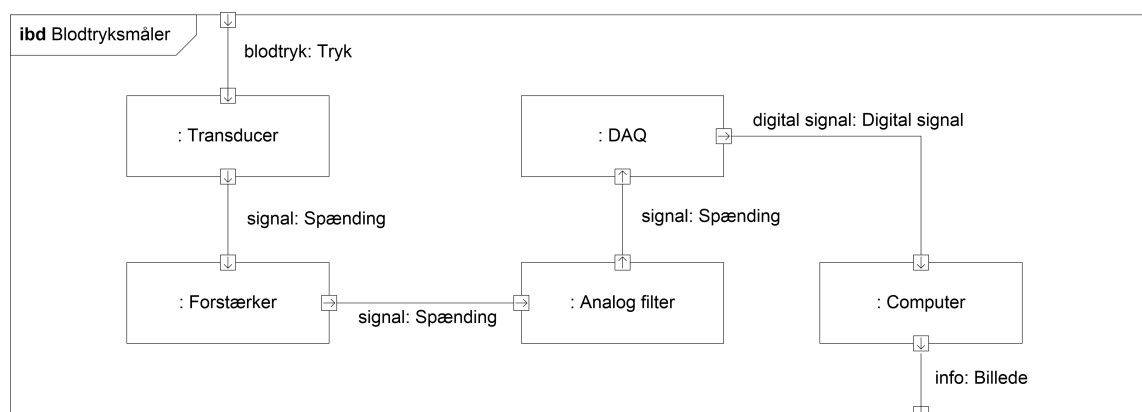 ibd Blodtryksmåler
blodtryk: Tryk
: Transducer
signal: Spænding
: Forstærker
signal: Spænding
: Analog filter
signal: Spænding
: DAQ
digital signal: Digital signal
: Computer
info: Billede